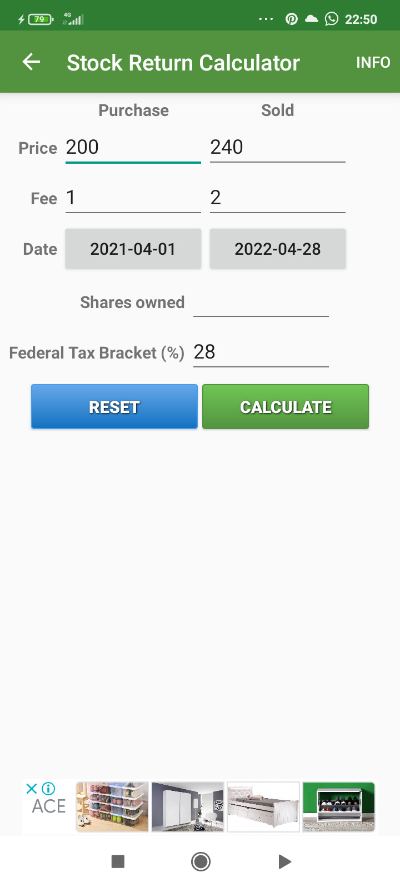 79 4G ... 22:50
Stock Return Calculator INFO
Purchase Sold
Price 200 240
Fee 1 2
Date 2021-04-01 2022-04-28
Shares owned
Federal Tax Bracket (%) 28
RESET CALCULATE
ACE